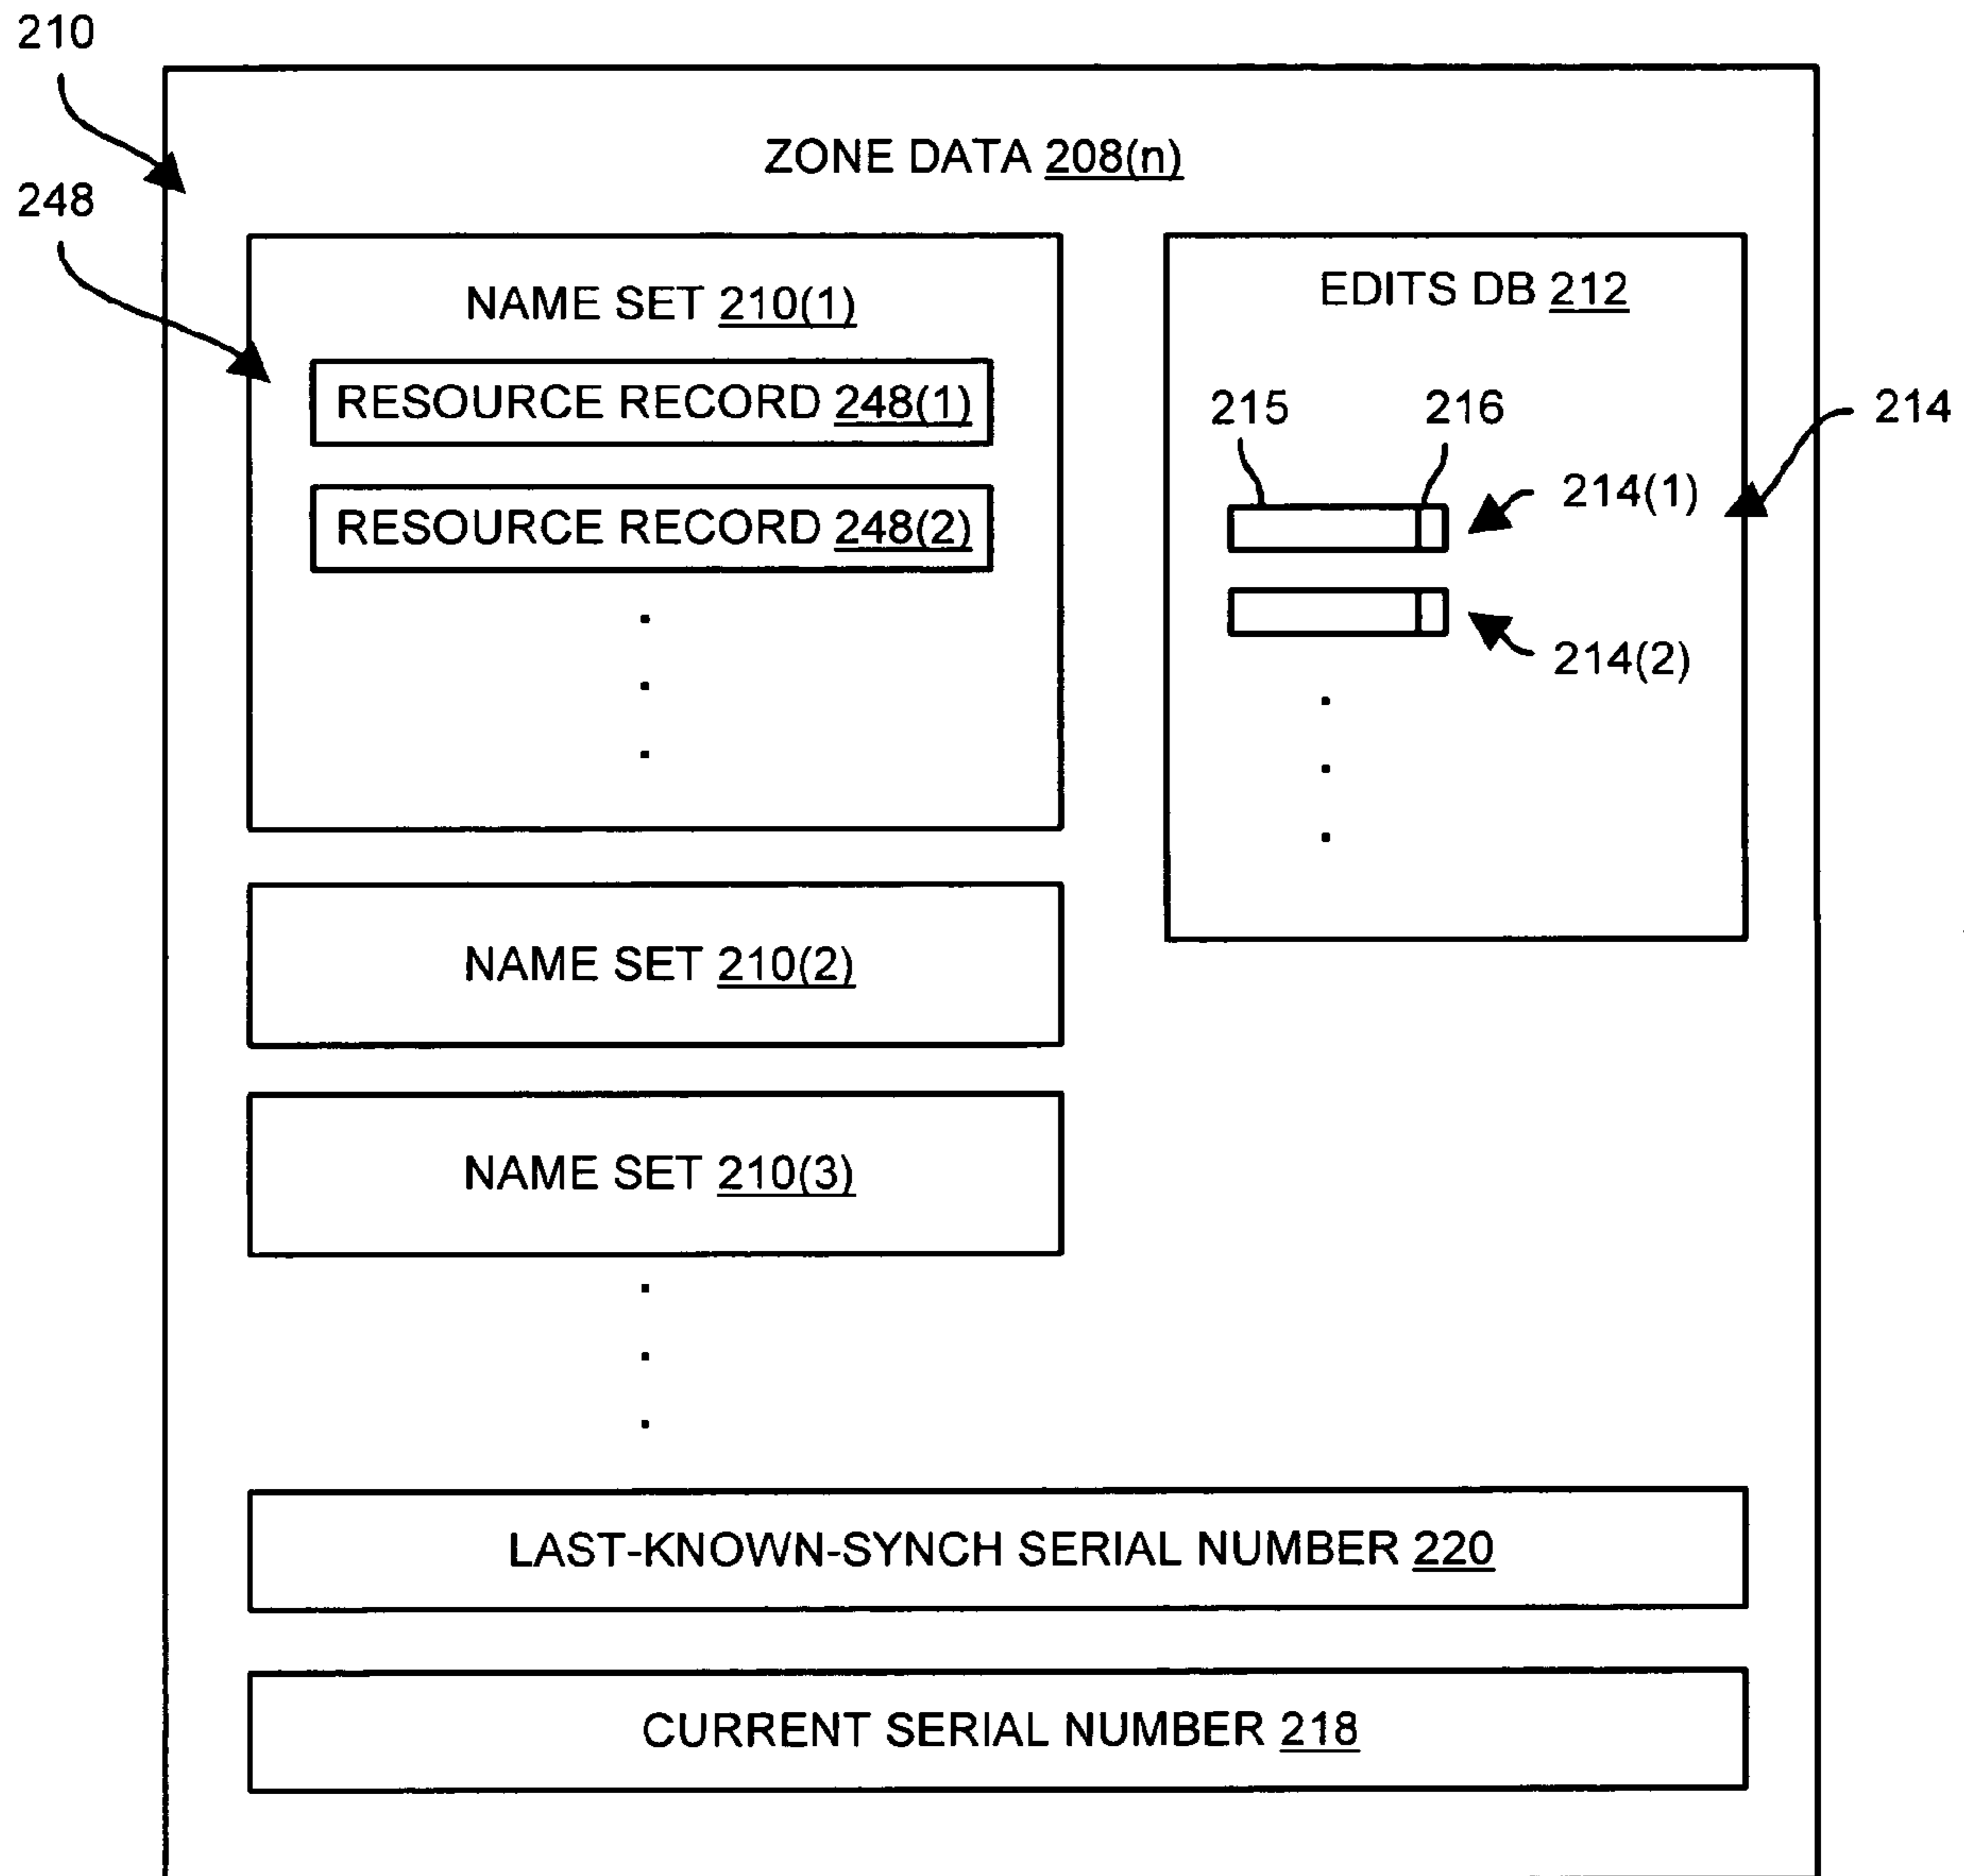 210
ZONE DATA 208(n)
248
NAME SET 210(1)
RESOURCE RECORD 248(1)
RESOURCE RECORD 248(2)
EDITS DB 212
215
216
214
214(1)
214(2)
NAME SET 210(2)
NAME SET 210(3)
LAST-KNOWN-SYNCH SERIAL NUMBER 220
CURRENT SERIAL NUMBER 218